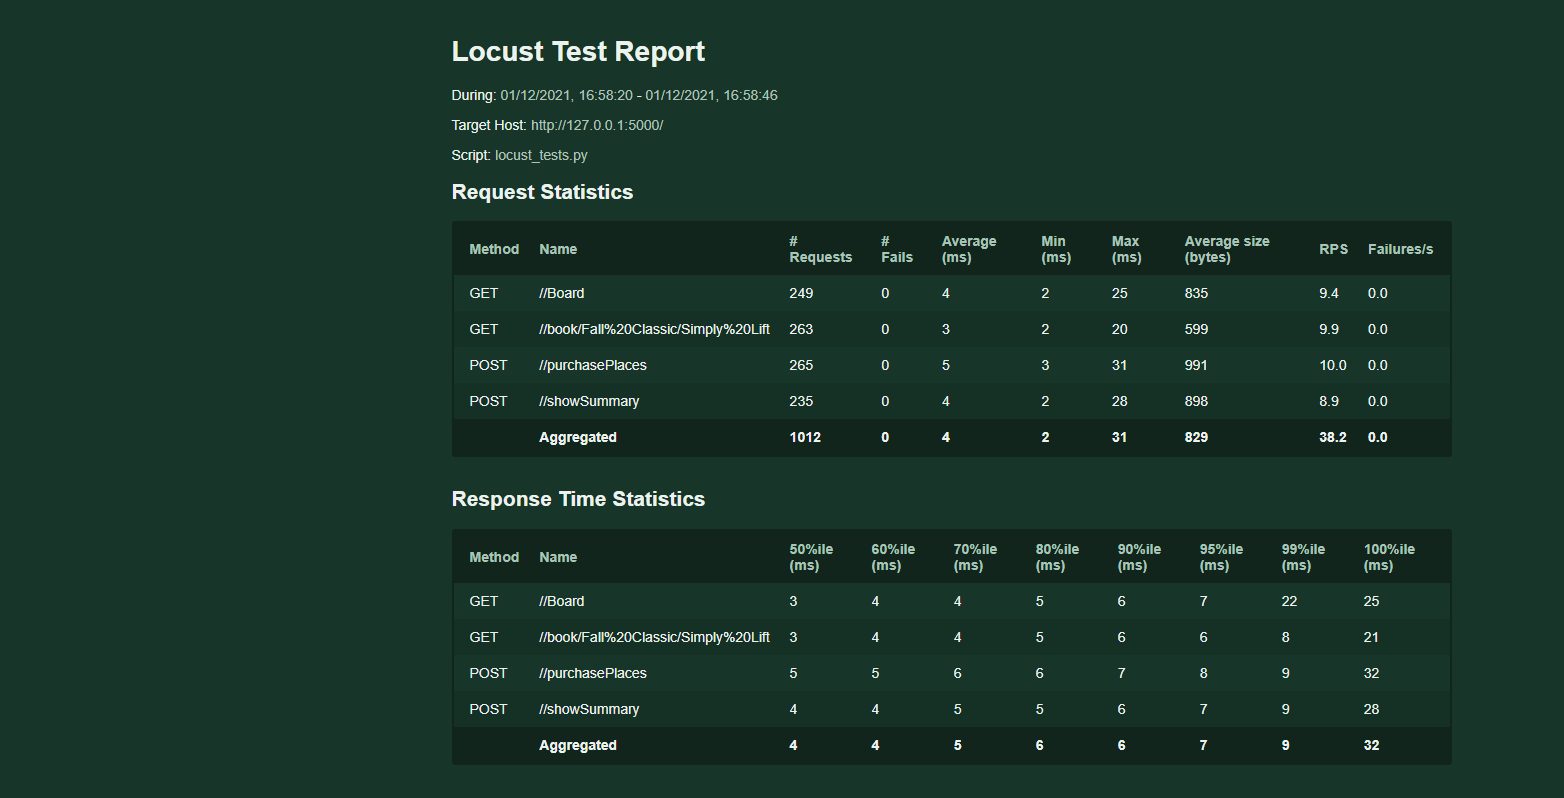 Locust Test Report
During: 01/12/2021, 16:58:20 - 01/12/2021, 16:58:46
Target Host: http://127.0.0.1:5000/
Script: locust_tests.py
Request Statistics
Method Name # Requests # Fails Average (ms) Min (ms) Max (ms) Average size (bytes) RPS Failures/s
GET //Board 249 0 4 2 25 835 9.4 0.0
GET //book/Fall%20Classic/Simply%20Lift 263 0 3 2 20 599 9.9 0.0
POST //purchasePlaces 265 0 5 3 31 991 10.0 0.0
POST //showSummary 235 0 4 2 28 898 8.9 0.0
Aggregated 1012 0 4 2 31 829 38.2 0.0
Response Time Statistics
Method Name 50%ile (ms) 60%ile (ms) 70%ile (ms) 80%ile (ms) 90%ile (ms) 95%ile (ms) 99%ile (ms) 100%ile (ms)
GET //Board 3 4 4 5 6 7 22 25
GET //book/Fall%20Classic/Simply%20Lift 3 4 4 5 6 6 8 21
POST //purchasePlaces 5 5 6 6 7 8 9 32
POST //showSummary 4 4 5 5 6 7 9 28
Aggregated 4 4 5 6 6 7 9 32